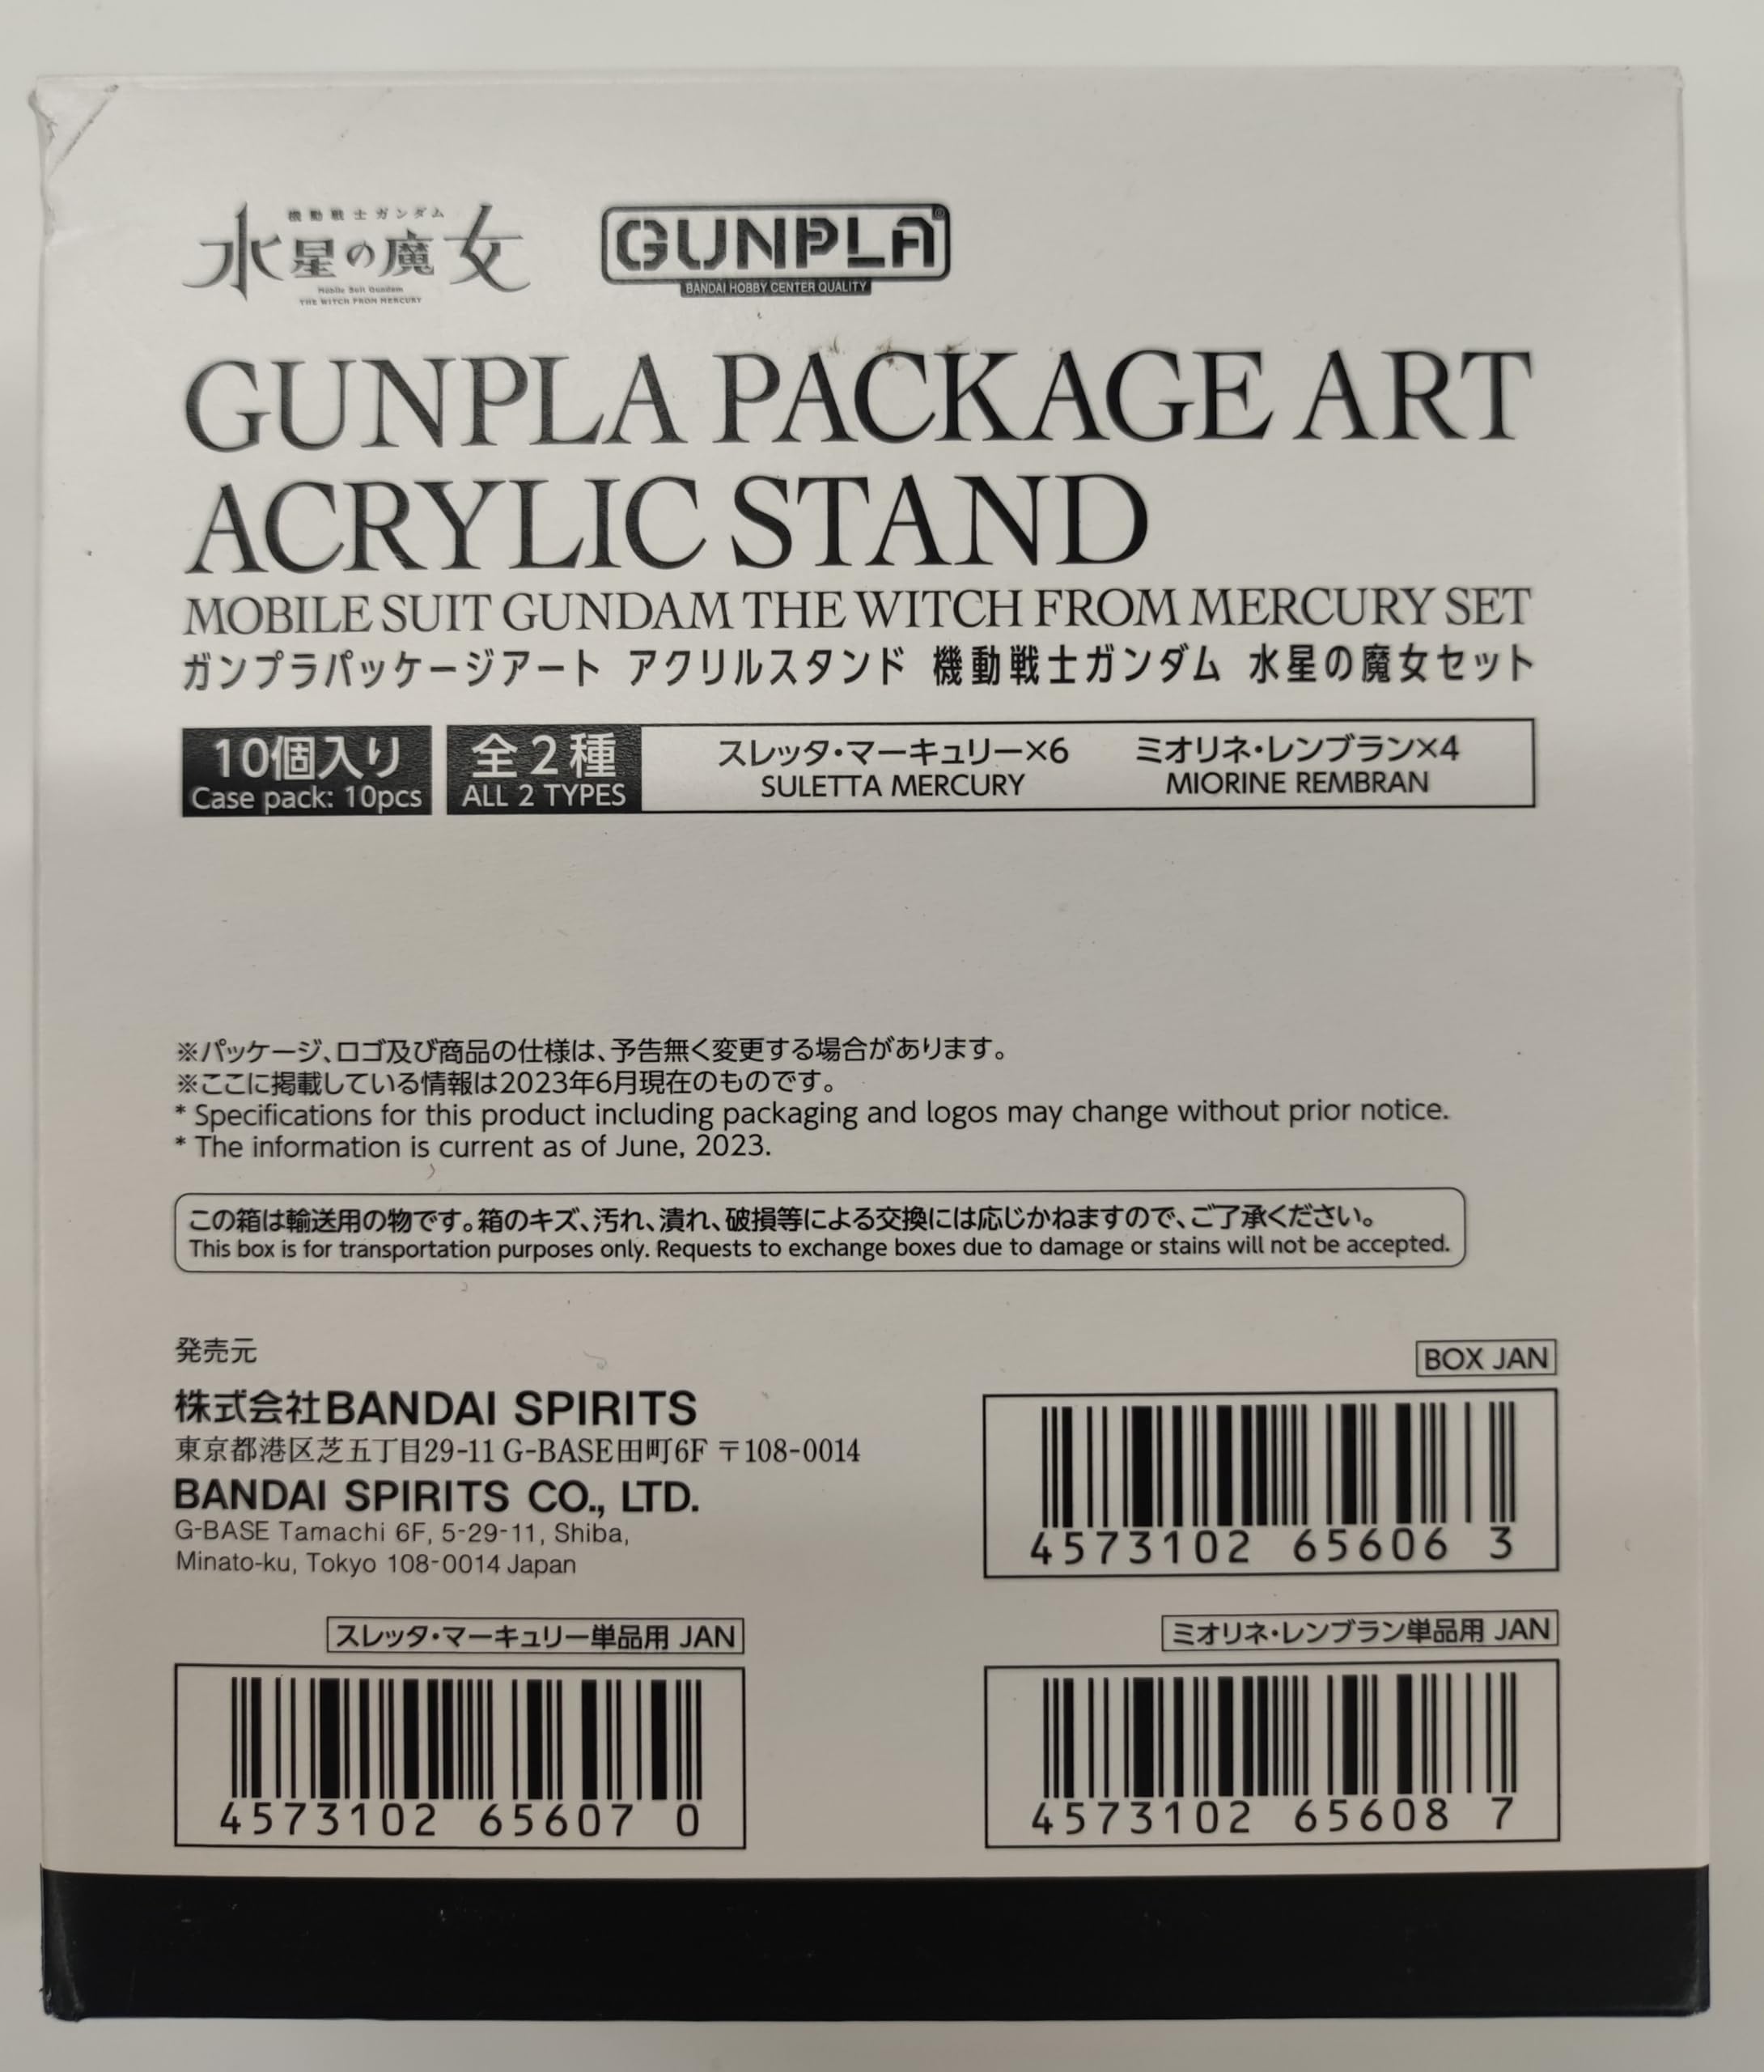 機動戦士ガンダム
水星の魔女
Mobile Suit Gundam
THE WITCH FROM MERCURY
GUNPLA®
BANDAI HOBBY CENTER QUALITY
GUNPLA PACKAGE ART
ACRYLIC STAND
MOBILE SUIT GUNDAM THE WITCH FROM MERCURY SET
ガンプラパッケージアート アクリルスタンド 機動戦士ガンダム 水星の魔女セット
10個入り
Case pack: 10pcs
全2種
ALL 2 TYPES
スレッタ・マーキュリー×6
SULETTA MERCURY
ミオリネ・レンブラン×4
MIORINE REMBRAN
※パッケージ、ロゴ及び商品の仕様は、予告無く変更する場合があります。
※ここに掲載している情報は2023年6月現在のものです。
* Specifications for this product including packaging and logos may change without prior notice.
* The information is current as of June, 2023.
この箱は輸送用の物です。箱のキズ、汚れ、潰れ、破損等による交換には応じかねますので、ご了承ください。
This box is for transportation purposes only. Requests to exchange boxes due to damage or stains will not be accepted.
発売元
株式会社BANDAI SPIRITS
東京都港区芝五丁目29-11 G-BASE田町6F 〒108-0014
BANDAI SPIRITS CO., LTD.
G-BASE Tamachi 6F, 5-29-11, Shiba,
Minato-ku, Tokyo 108-0014 Japan
BOX JAN
4573102 65606 3
スレッタ・マーキュリー単品用 JAN
4573102 65607 0
ミオリネ・レンブラン単品用 JAN
4573102 65608 7